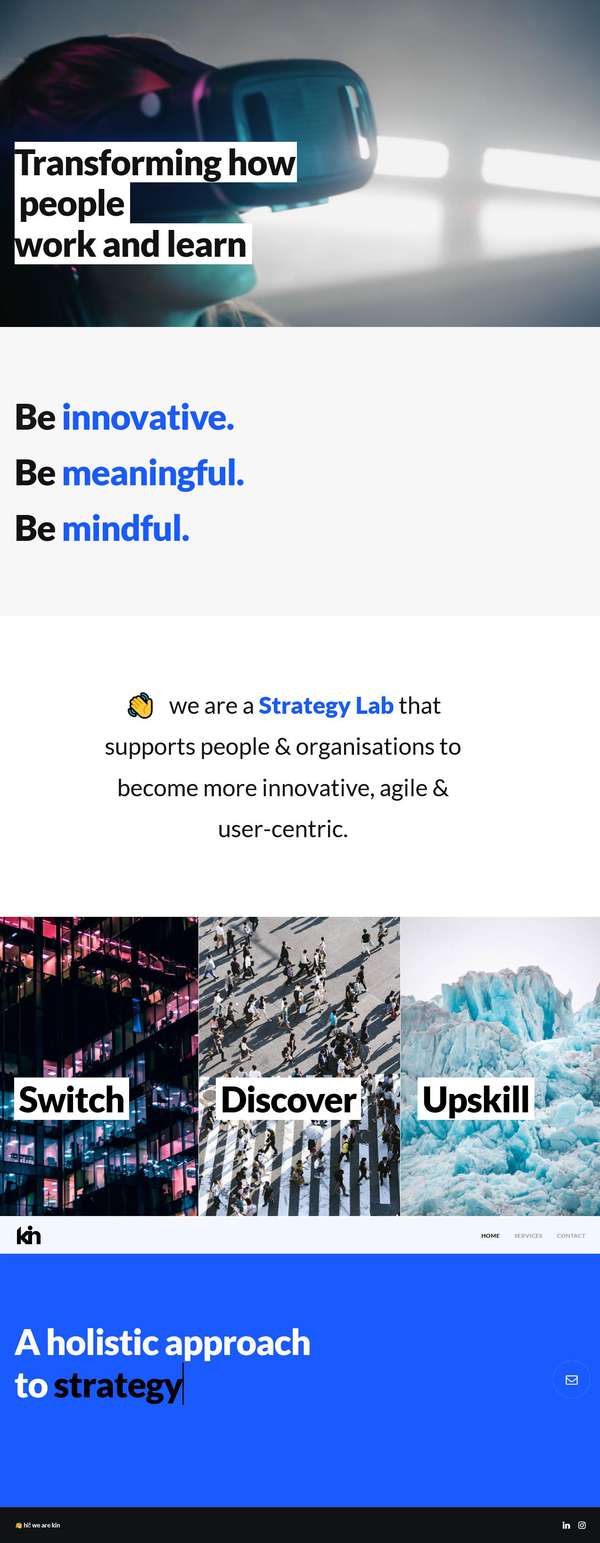 Transforming how
people
work and learn
Be innovative.
Be meaningful.
Be mindful.
👋 we are a Strategy Lab that
supports people & organisations to
become more innovative, agile &
user-centric.
Switch
Discover
Upskill
kin
HOME SERVICES CONTACT
A holistic approach
to strategy
👋 hi! we are kin